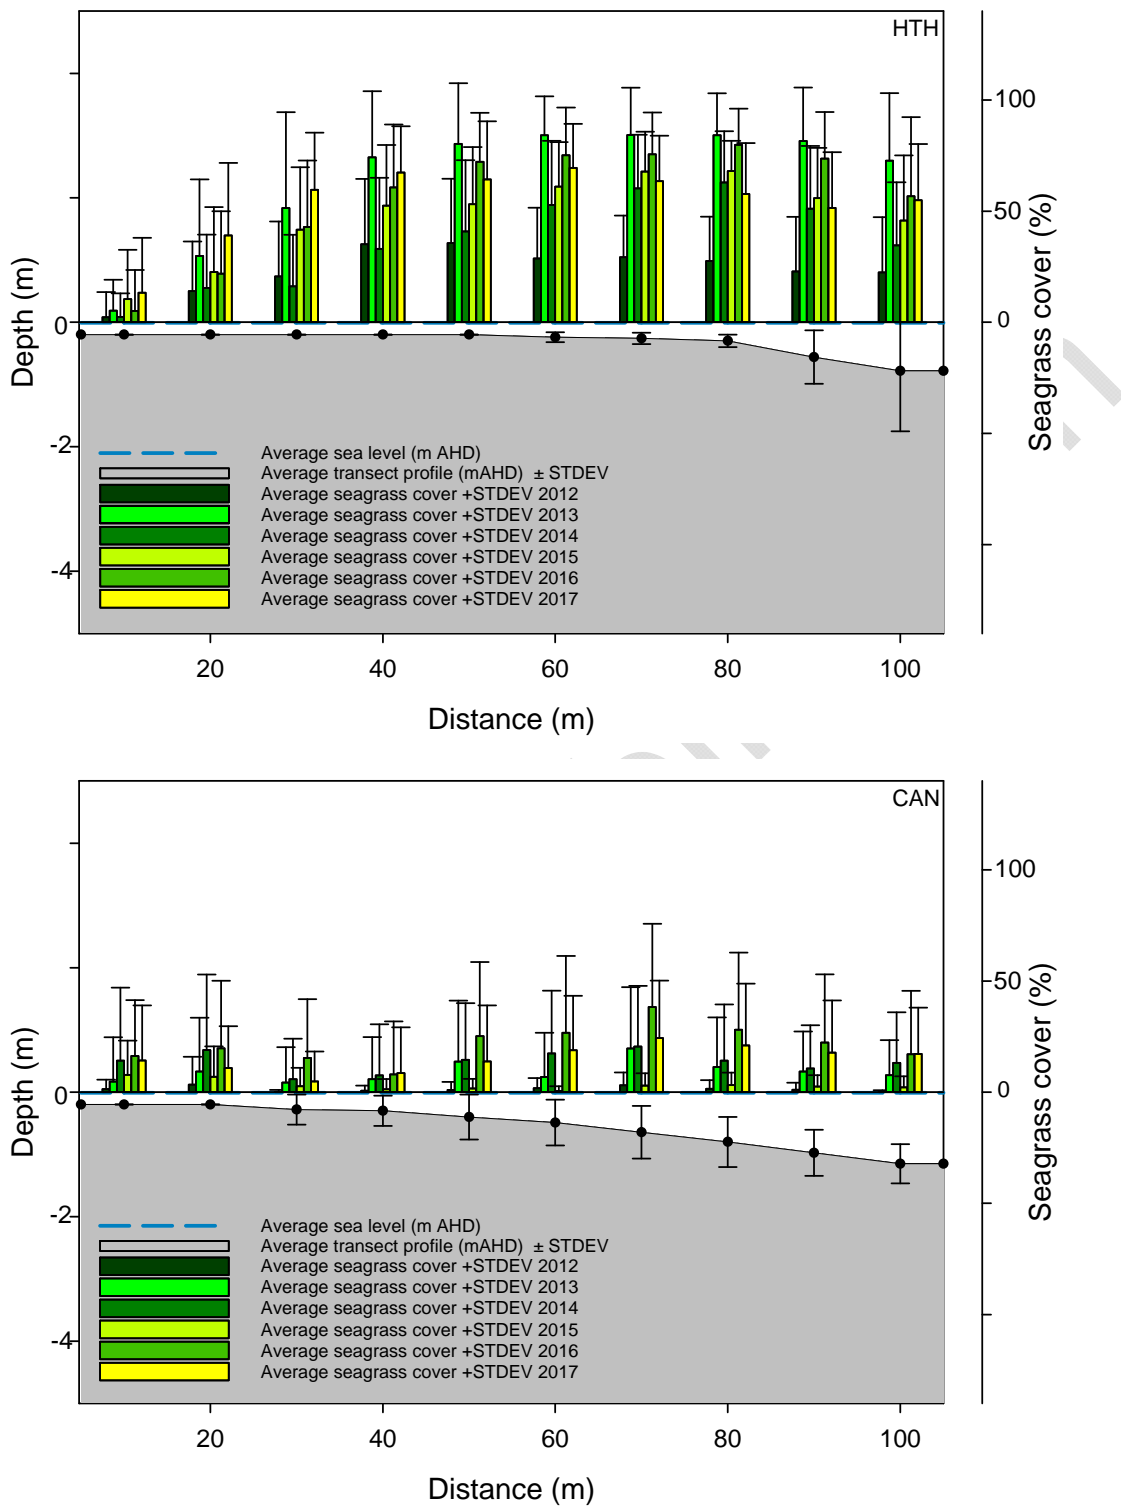 HTH
100
50
0
0
-2
-4
Depth (m)
Seagrass cover (%)
Average sea level (m AHD)
Average transect profile (mAHD) ± STDEV
Average seagrass cover +STDEV 2012
Average seagrass cover +STDEV 2013
Average seagrass cover +STDEV 2014
Average seagrass cover +STDEV 2015
Average seagrass cover +STDEV 2016
Average seagrass cover +STDEV 2017
20 40 60 80 100
Distance (m)
CAN
100
50
0
0
-2
-4
Depth (m)
Seagrass cover (%)
Average sea level (m AHD)
Average transect profile (mAHD) ± STDEV
Average seagrass cover +STDEV 2012
Average seagrass cover +STDEV 2013
Average seagrass cover +STDEV 2014
Average seagrass cover +STDEV 2015
Average seagrass cover +STDEV 2016
Average seagrass cover +STDEV 2017
20 40 60 80 100
Distance (m)